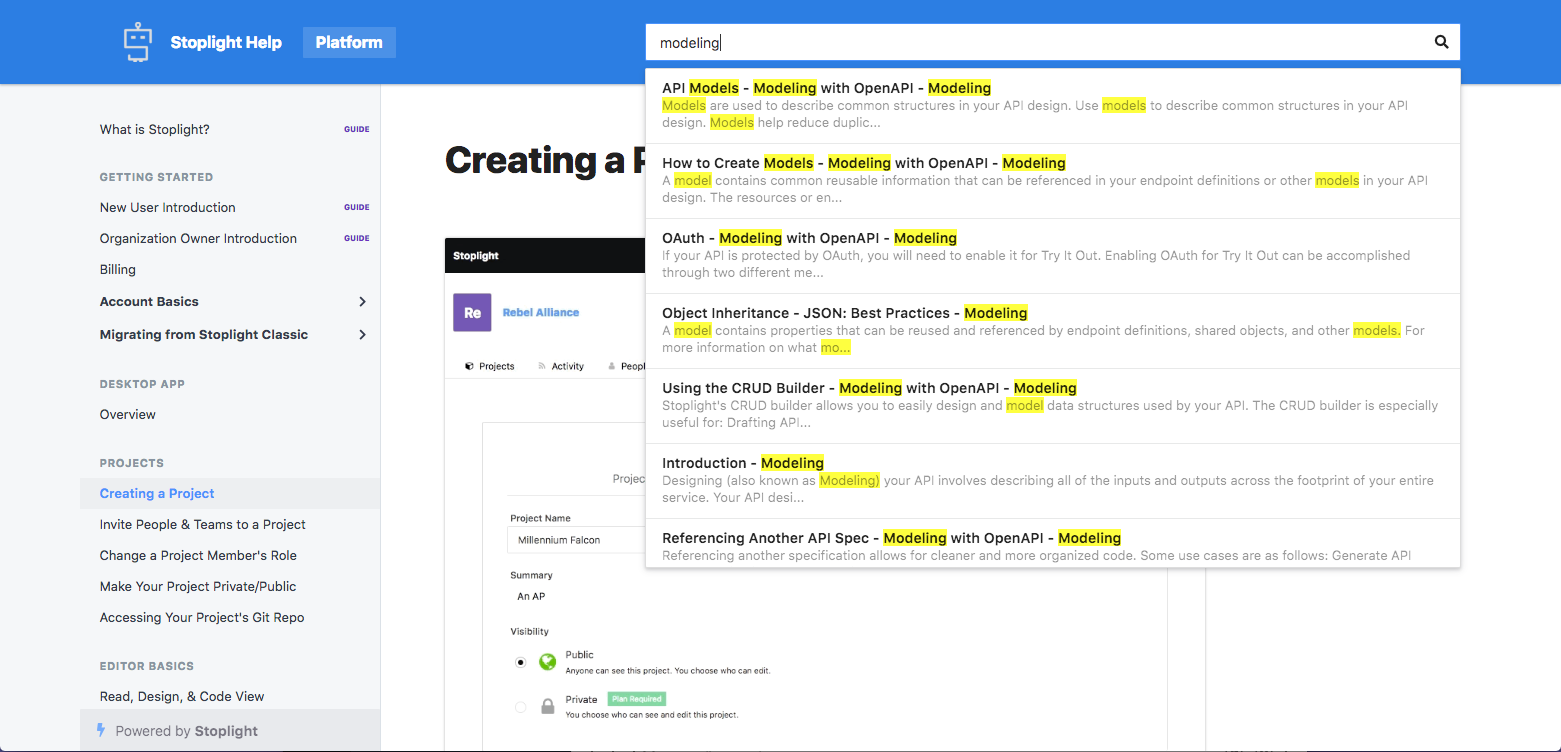 Stoplight Help
Platform
modeling
What is Stoplight?
GUIDE
GETTING STARTED
New User Introduction
GUIDE
Organization Owner Introduction
GUIDE
Billing
Account Basics
Migrating from Stoplight Classic
DESKTOP APP
Overview
PROJECTS
Creating a Project
Invite People & Teams to a Project
Change a Project Member's Role
Make Your Project Private/Public
Accessing Your Project's Git Repo
EDITOR BASICS
Read, Design, & Code View
Powered by Stoplight
Creating a
Stoplight
Re
Rebel Alliance
Projects
Activity
Project Name
Millennium Falcon
Summary
An AP
Visibility
Public
Anyone can see this project. You choose who can edit.
Private
Plan Required
You choose who can see and edit this project.
API Models - Modeling with OpenAPI - Modeling
Models are used to describe common structures in your API design. Use models to describe common structures in your API
design. Models help reduce duplic...
How to Create Models - Modeling with OpenAPI - Modeling
A model contains common reusable information that can be referenced in your endpoint definitions or other models in your API
design. The resources or en...
OAuth - Modeling with OpenAPI - Modeling
If your API is protected by OAuth, you will need to enable it for Try It Out. Enabling OAuth for Try It Out can be accomplished
through two different me...
Object Inheritance - JSON: Best Practices - Modeling
A model contains properties that can be reused and referenced by endpoint definitions, shared objects, and other models. For
more information on what mo...
Using the CRUD Builder - Modeling with OpenAPI - Modeling
Stoplight's CRUD builder allows you to easily design and model data structures used by your API. The CRUD builder is especially
useful for: Drafting API...
Introduction - Modeling
Designing (also known as Modeling) your API involves describing all of the inputs and outputs across the footprint of your entire
service. Your API desi...
Referencing Another API Spec - Modeling with OpenAPI - Modeling
Referencing another specification allows for cleaner and more organized code. Some use cases are as follows: Generate API